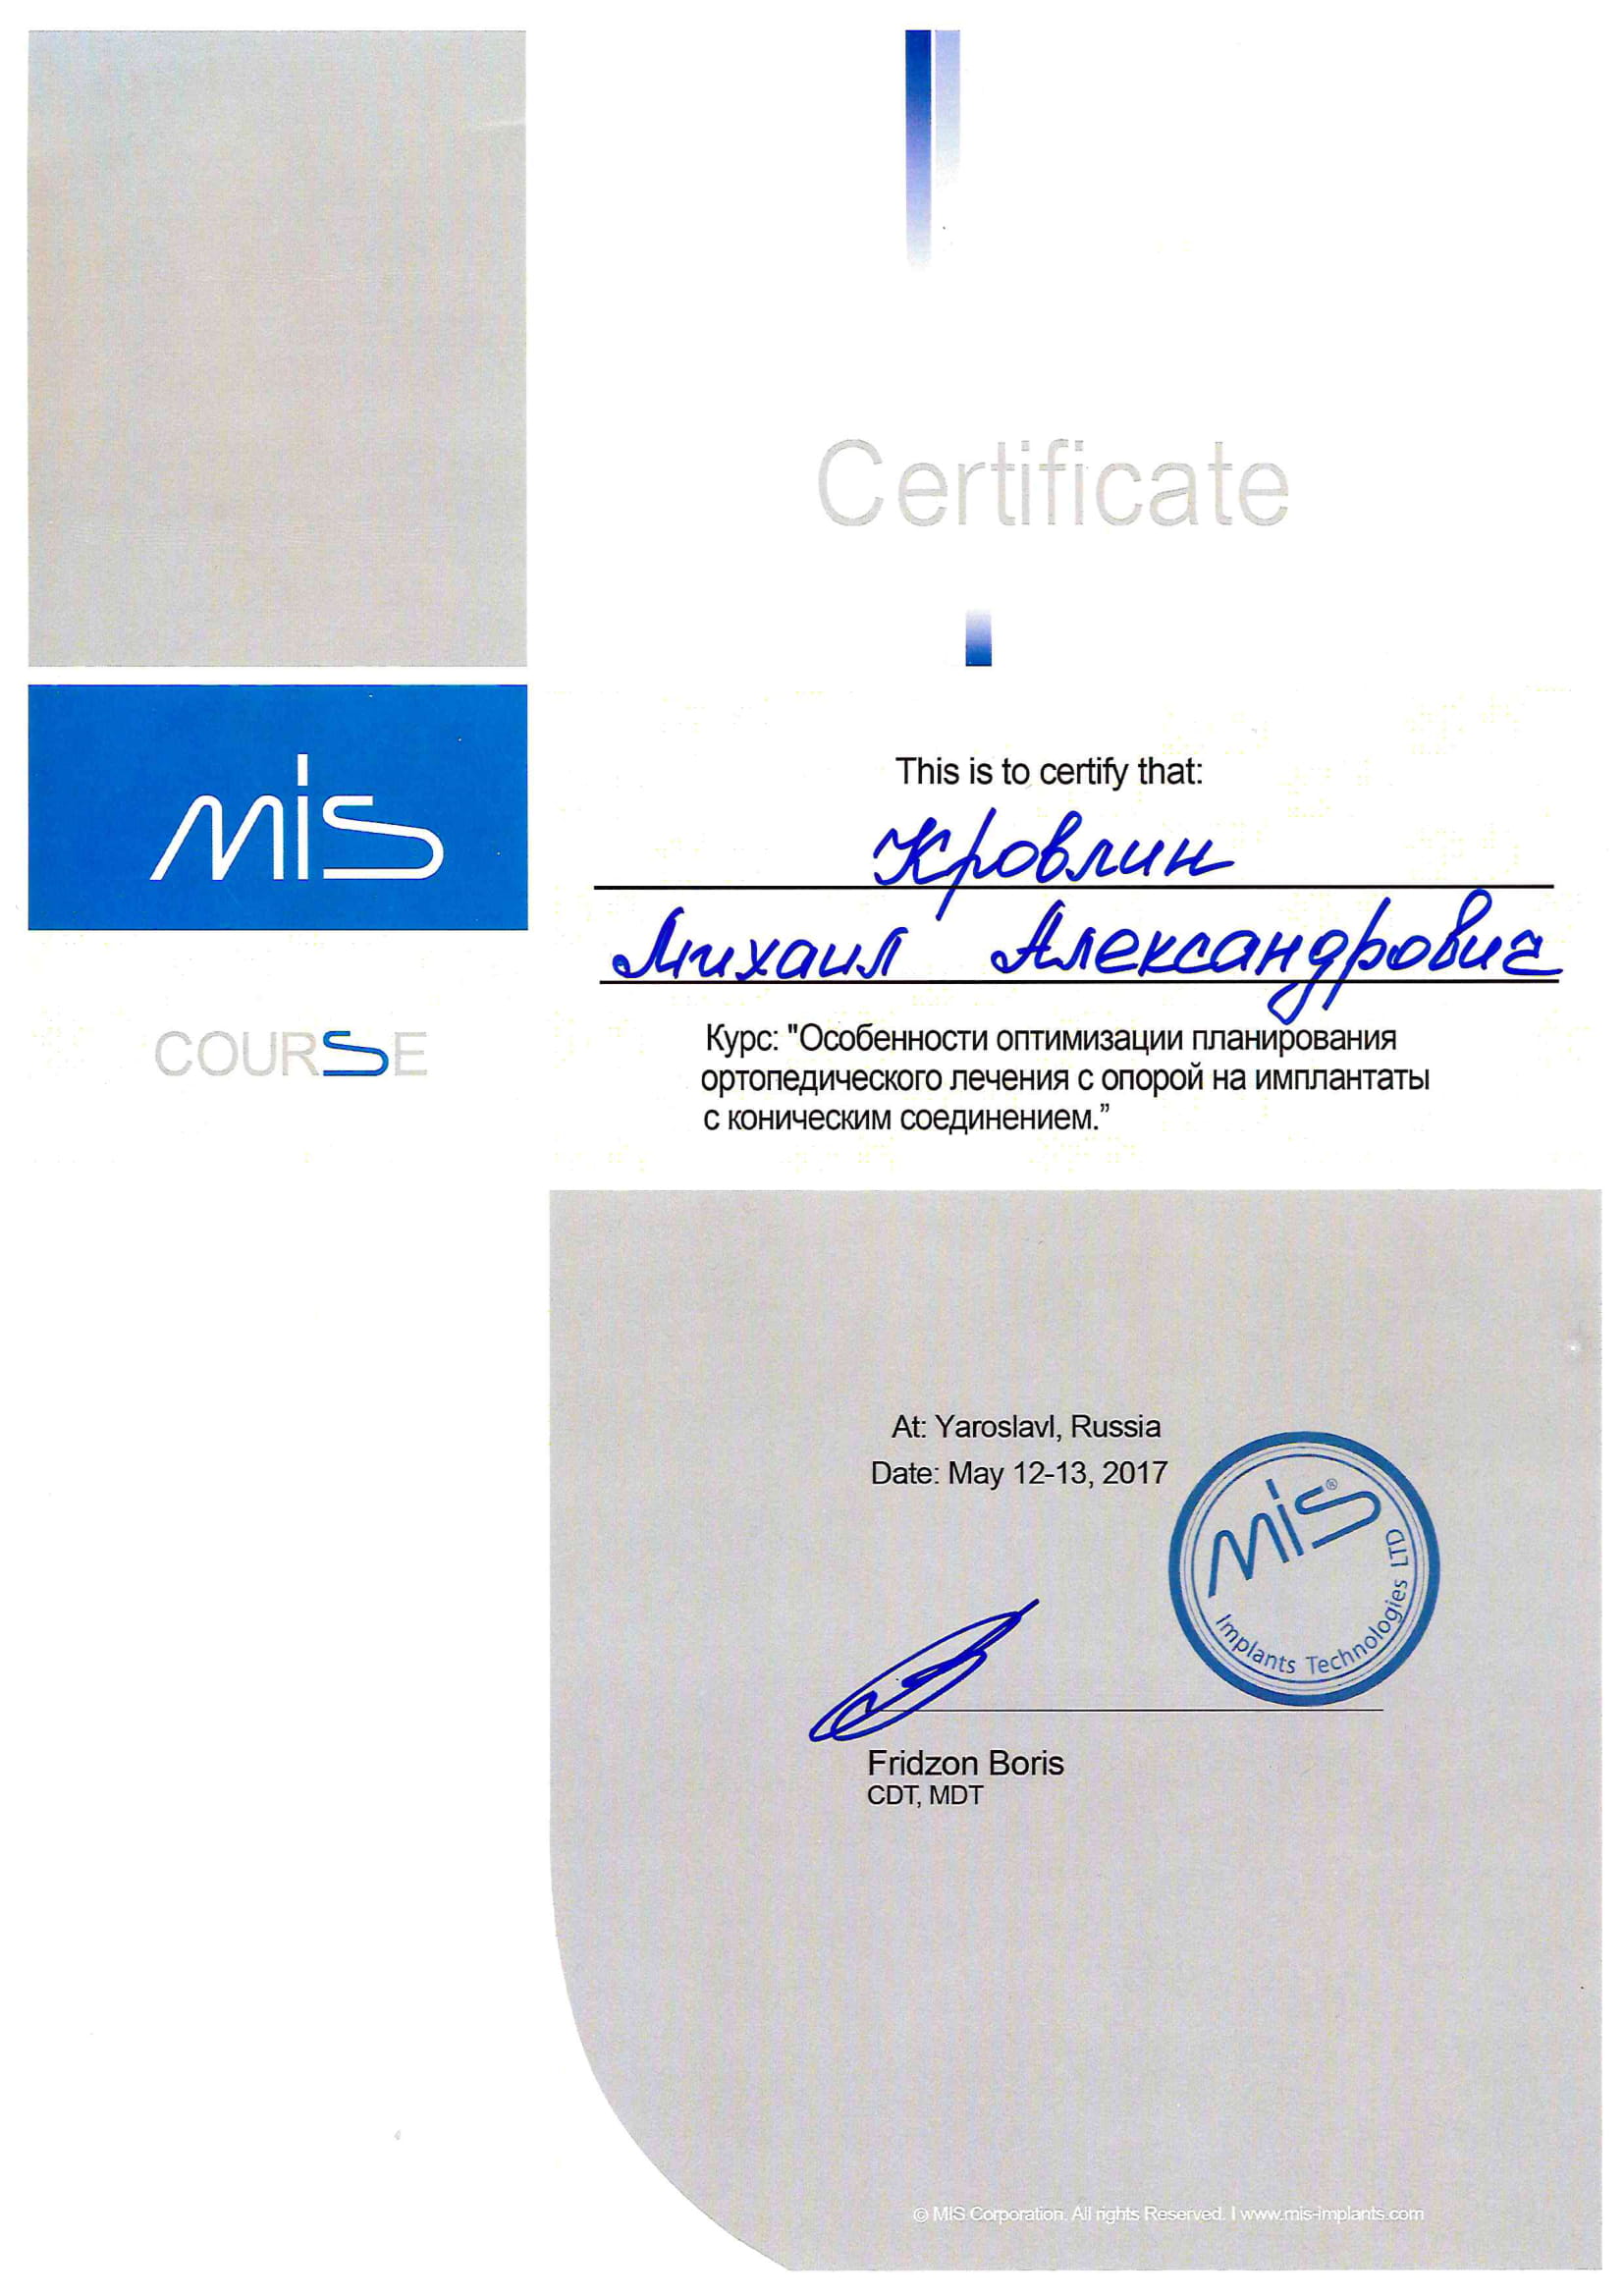 Certificate
mis
This is to certify that:
Кровлин
Михаил Александрович
COURSE
Курс: "Особенности оптимизации планирования
ортопедического лечения с опорой на имплантаты
с коническим соединением.”
At: Yaroslavl, Russia
Date: May 12-13, 2017
mis®
Implants Technologies LTD
Fridzon Boris
CDT, MDT
© MIS Corporation. All rights Reserved. | www.mis-implants.com